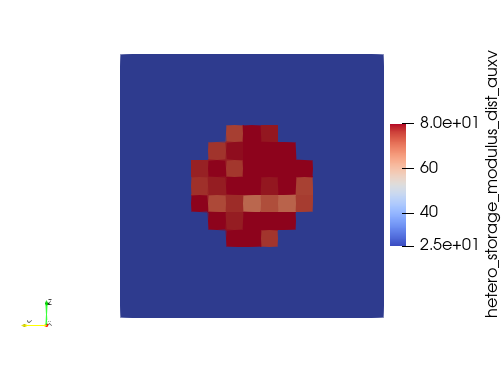 hetero_storage_modulus_dist_auxv
8.0e+01
60
40
2.5e+01
Z
Y
X